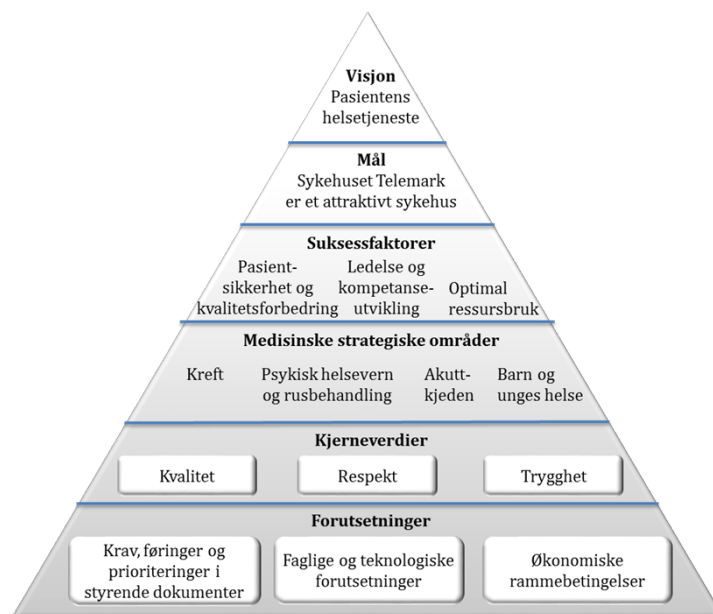 Visjon
Pasientens
helsetjeneste
Mål
Sykehuset Telemark
er et attraktivt sykehus
Suksessfaktorer
Pasient-
sikkerhet og
kvalitetsforbedring
Ledelse og
kompetanse-
utvikling
Optimal
ressursbruk
Medisinske strategiske områder
Kreft
Psykisk helsevern
og rusbehandling
Akutt-
kjeden
Barn og
unges helse
Kjerneverdier
Kvalitet
Respekt
Trygghet
Forutsetninger
Krav, føringer og
prioriteringer i
styrende dokumenter
Faglige og teknologiske
forutsetninger
Økonomiske
rammebetingelser